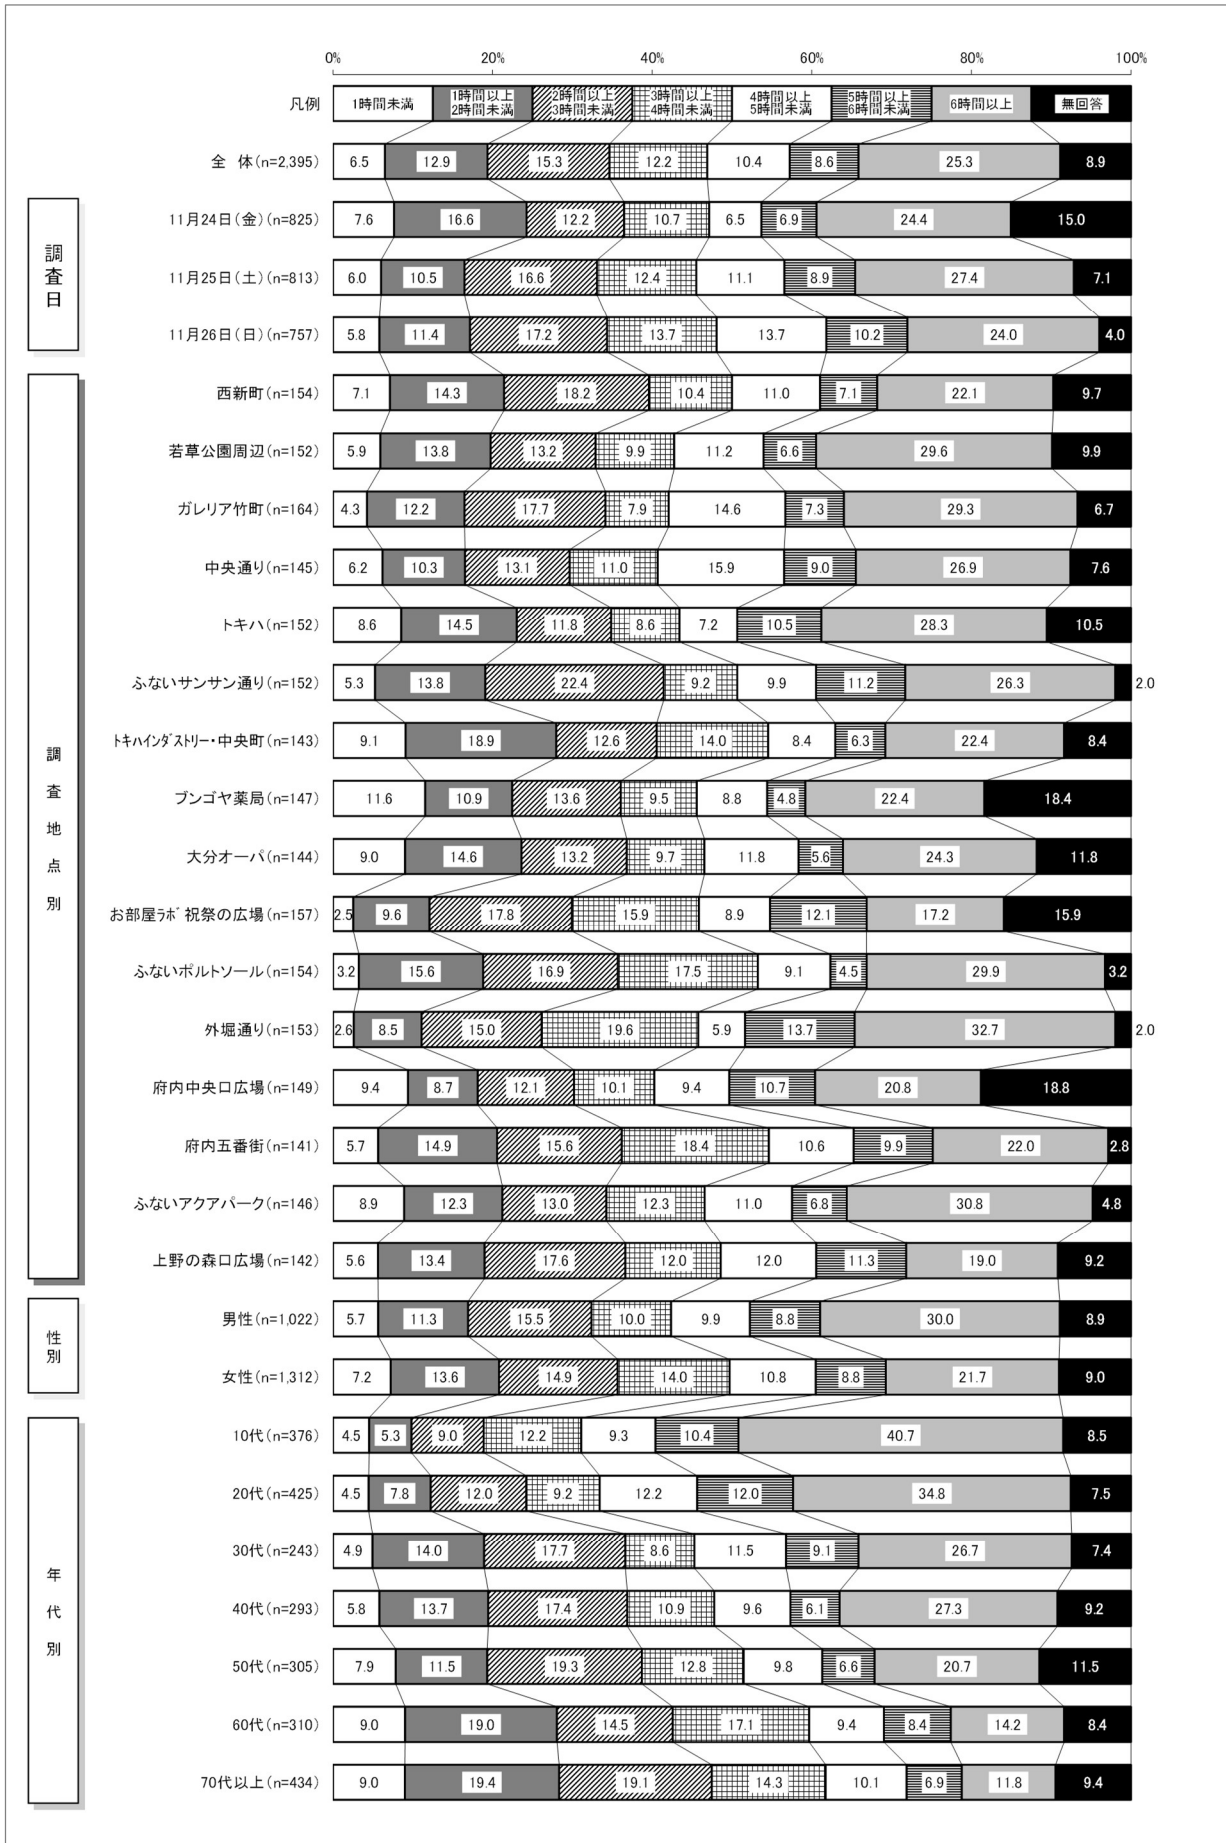 0% 20% 40% 60% 80% 100%
凡例 1時間未満 1時間以上2時間未満 2時間以上3時間未満 3時間以上4時間未満 4時間以上5時間未満 5時間以上6時間未満 6時間以上 無回答
全 体(n=2,395) 6.5 12.9 15.3 12.2 10.4 8.6 25.3 8.9
調査日
11月24日(金)(n=825) 7.6 16.6 12.2 10.7 6.5 6.9 24.4 15.0
11月25日(土)(n=813) 6.0 10.5 16.6 12.4 11.1 8.9 27.4 7.1
11月26日(日)(n=757) 5.8 11.4 17.2 13.7 13.7 10.2 24.0 4.0
調査地点別
西新町(n=154) 7.1 14.3 18.2 10.4 11.0 7.1 22.1 9.7
若草公園周辺(n=152) 5.9 13.8 13.2 9.9 11.2 6.6 29.6 9.9
ガレリア竹町(n=164) 4.3 12.2 17.7 7.9 14.6 7.3 29.3 6.7
中央通り(n=145) 6.2 10.3 13.1 11.0 15.9 9.0 26.9 7.6
トキハ(n=152) 8.6 14.5 11.8 8.6 7.2 10.5 28.3 10.5
ふないサンサン通り(n=152) 5.3 13.8 22.4 9.2 9.9 11.2 26.3 2.0
ﾄｷﾊｲﾝﾀﾞｽﾄﾘｰ・中央町(n=143) 9.1 18.9 12.6 14.0 8.4 6.3 22.4 8.4
ブンゴヤ薬局(n=147) 11.6 10.9 13.6 9.5 8.8 4.8 22.4 18.4
大分オーパ(n=144) 9.0 14.6 13.2 9.7 11.8 5.6 24.3 11.8
お部屋ﾗﾎﾞ祝祭の広場(n=157) 2.5 9.6 17.8 15.9 8.9 12.1 17.2 15.9
ふないポルトソール(n=154) 3.2 15.6 16.9 17.5 9.1 4.5 29.9 3.2
外堀通り(n=153) 2.6 8.5 15.0 19.6 5.9 13.7 32.7 2.0
府内中央口広場(n=149) 9.4 8.7 12.1 10.1 9.4 10.7 20.8 18.8
府内五番街(n=141) 5.7 14.9 15.6 18.4 10.6 9.9 22.0 2.8
ふないアクアパーク(n=146) 8.9 12.3 13.0 12.3 11.0 6.8 30.8 4.8
上野の森口広場(n=142) 5.6 13.4 17.6 12.0 12.0 11.3 19.0 9.2
性別
男性(n=1,022) 5.7 11.3 15.5 10.0 9.9 8.8 30.0 8.9
女性(n=1,312) 7.2 13.6 14.9 14.0 10.8 8.8 21.7 9.0
年代別
10代(n=376) 4.5 5.3 9.0 12.2 9.3 10.4 40.7 8.5
20代(n=425) 4.5 7.8 12.0 9.2 12.2 12.0 34.8 7.5
30代(n=243) 4.9 14.0 17.7 8.6 11.5 9.1 26.7 7.4
40代(n=293) 5.8 13.7 17.4 10.9 9.6 6.1 27.3 9.2
50代(n=305) 7.9 11.5 19.3 12.8 9.8 6.6 20.7 11.5
60代(n=310) 9.0 19.0 14.5 17.1 9.4 8.4 14.2 8.4
70代以上(n=434) 9.0 19.4 19.1 14.3 10.1 6.9 11.8 9.4